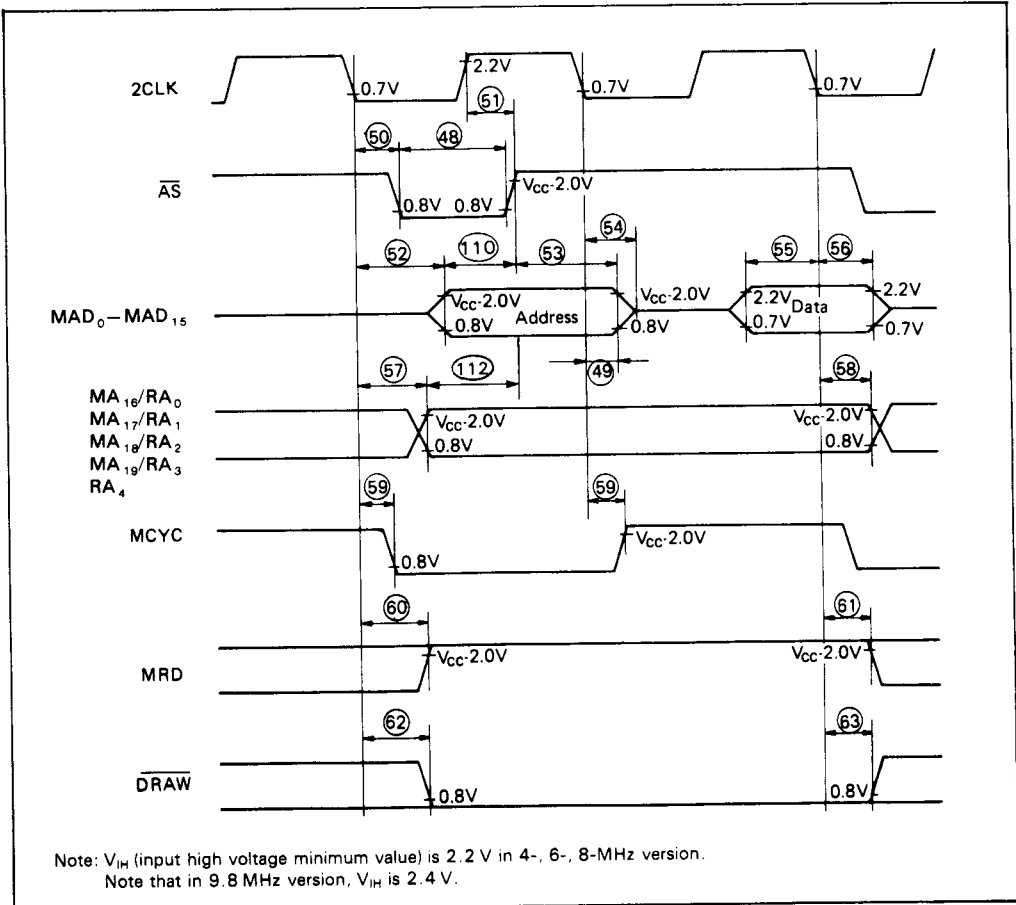 2CLK
0.7V
2.2V
0.7V
0.7V
51
50
48
AS
0.8V
0.8V
Vcc-2.0V
54
52
110
53
55
56
MAD₀–MAD₁₅
Vcc-2.0V
0.8V
Address
Vcc-2.0V
0.8V
2.2V
0.7V
Data
2.2V
0.7V
57
112
49
58
MA₁₆/RA₀
MA₁₇/RA₁
MA₁₈/RA₂
MA₁₉/RA₃
RA₄
Vcc-2.0V
0.8V
Vcc-2.0V
0.8V
59
59
MCYC
0.8V
Vcc-2.0V
60
61
MRD
Vcc-2.0V
Vcc-2.0V
62
63
DRAW
0.8V
0.8V
Note: VIH (input high voltage minimum value) is 2.2 V in 4-, 6-, 8-MHz version.
Note that in 9.8 MHz version, VIH is 2.4 V.